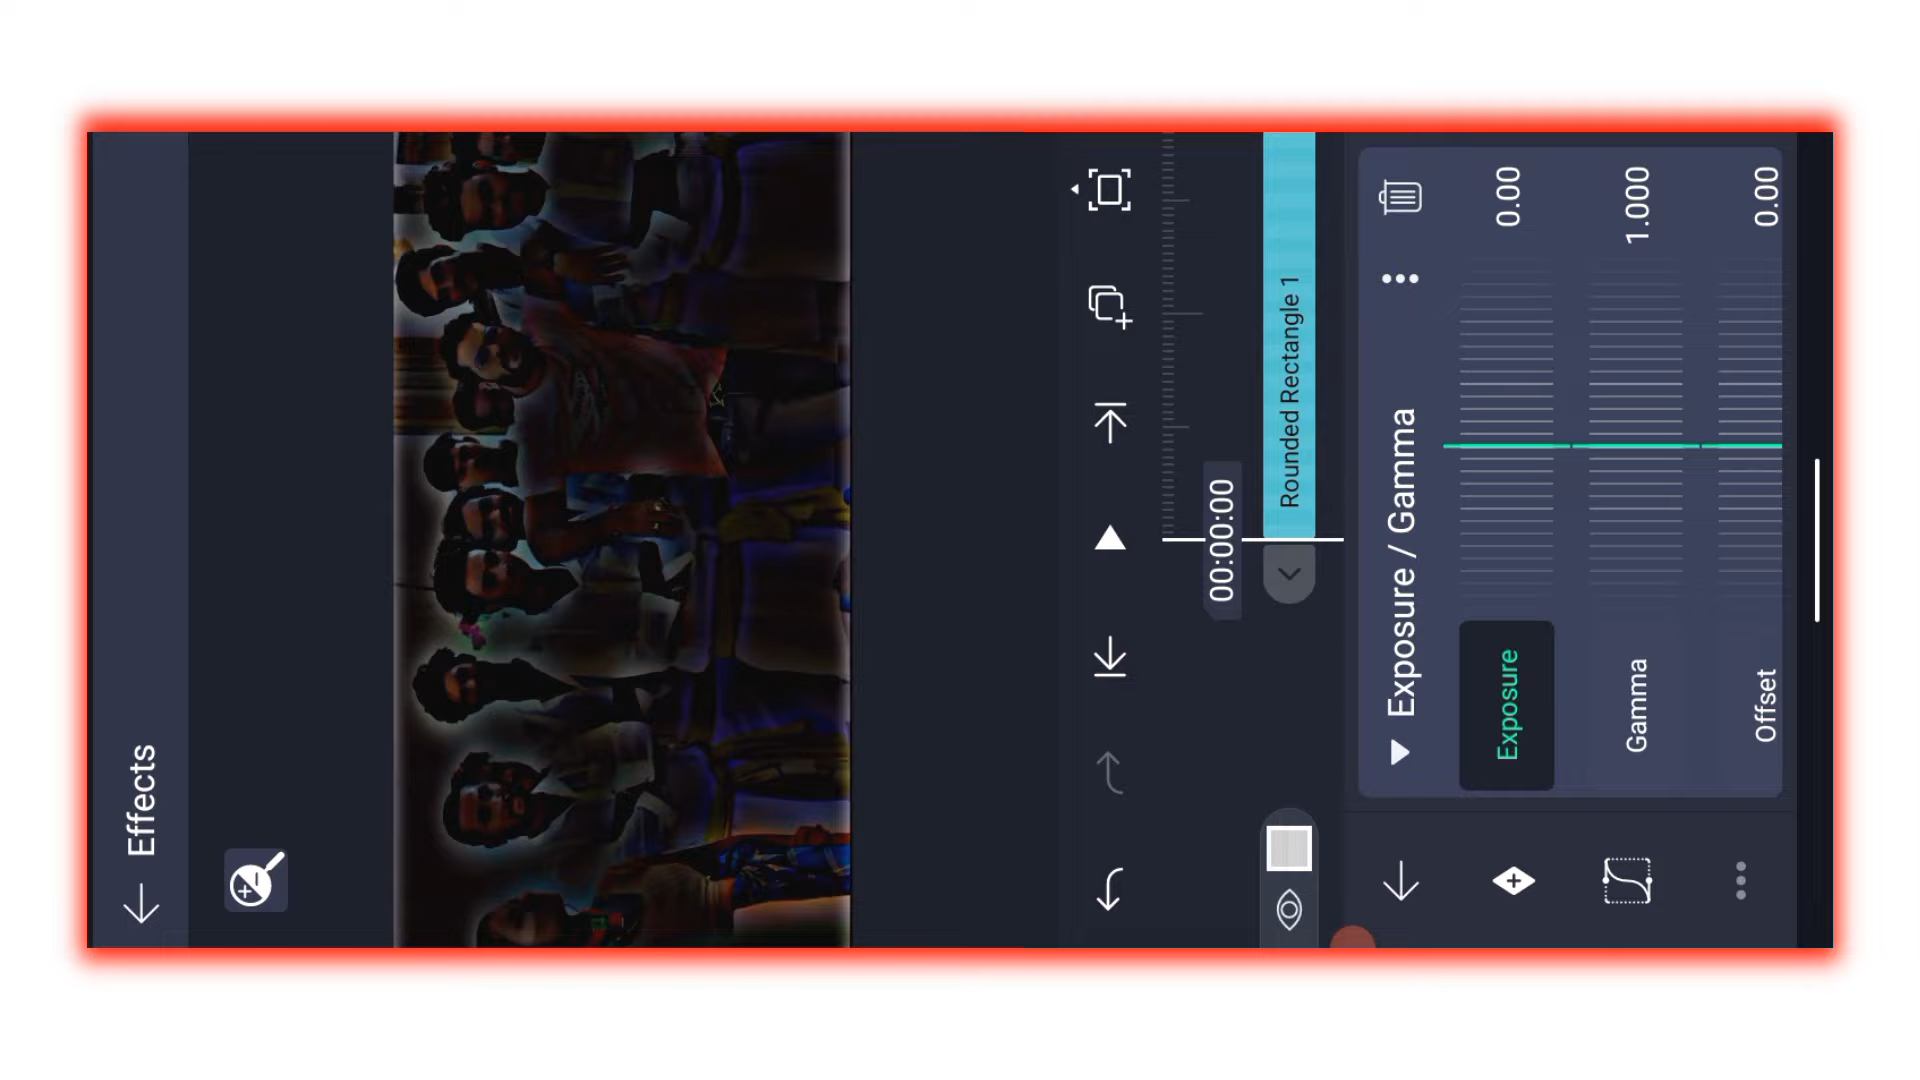 Effects
00:00:00
Rounded Rectangle 1
Exposure / Gamma
Exposure 0.00
Gamma 1.000
Offset 0.00